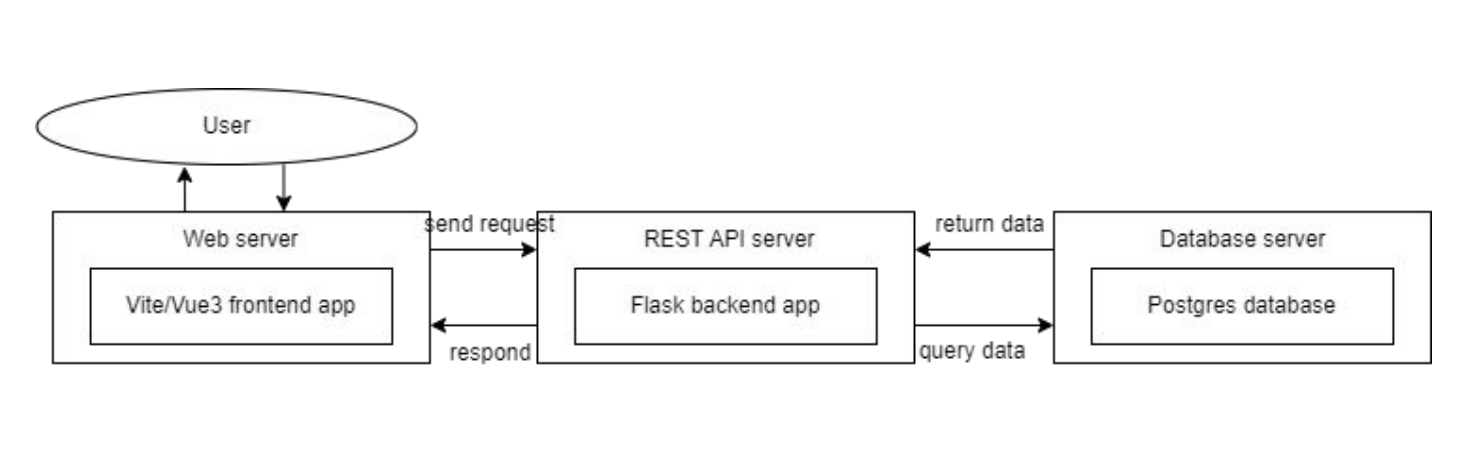 User
send request
return data
Web server
REST API server
Database server
Vite/Vue3 frontend app
Flask backend app
Postgres database
respond
query data